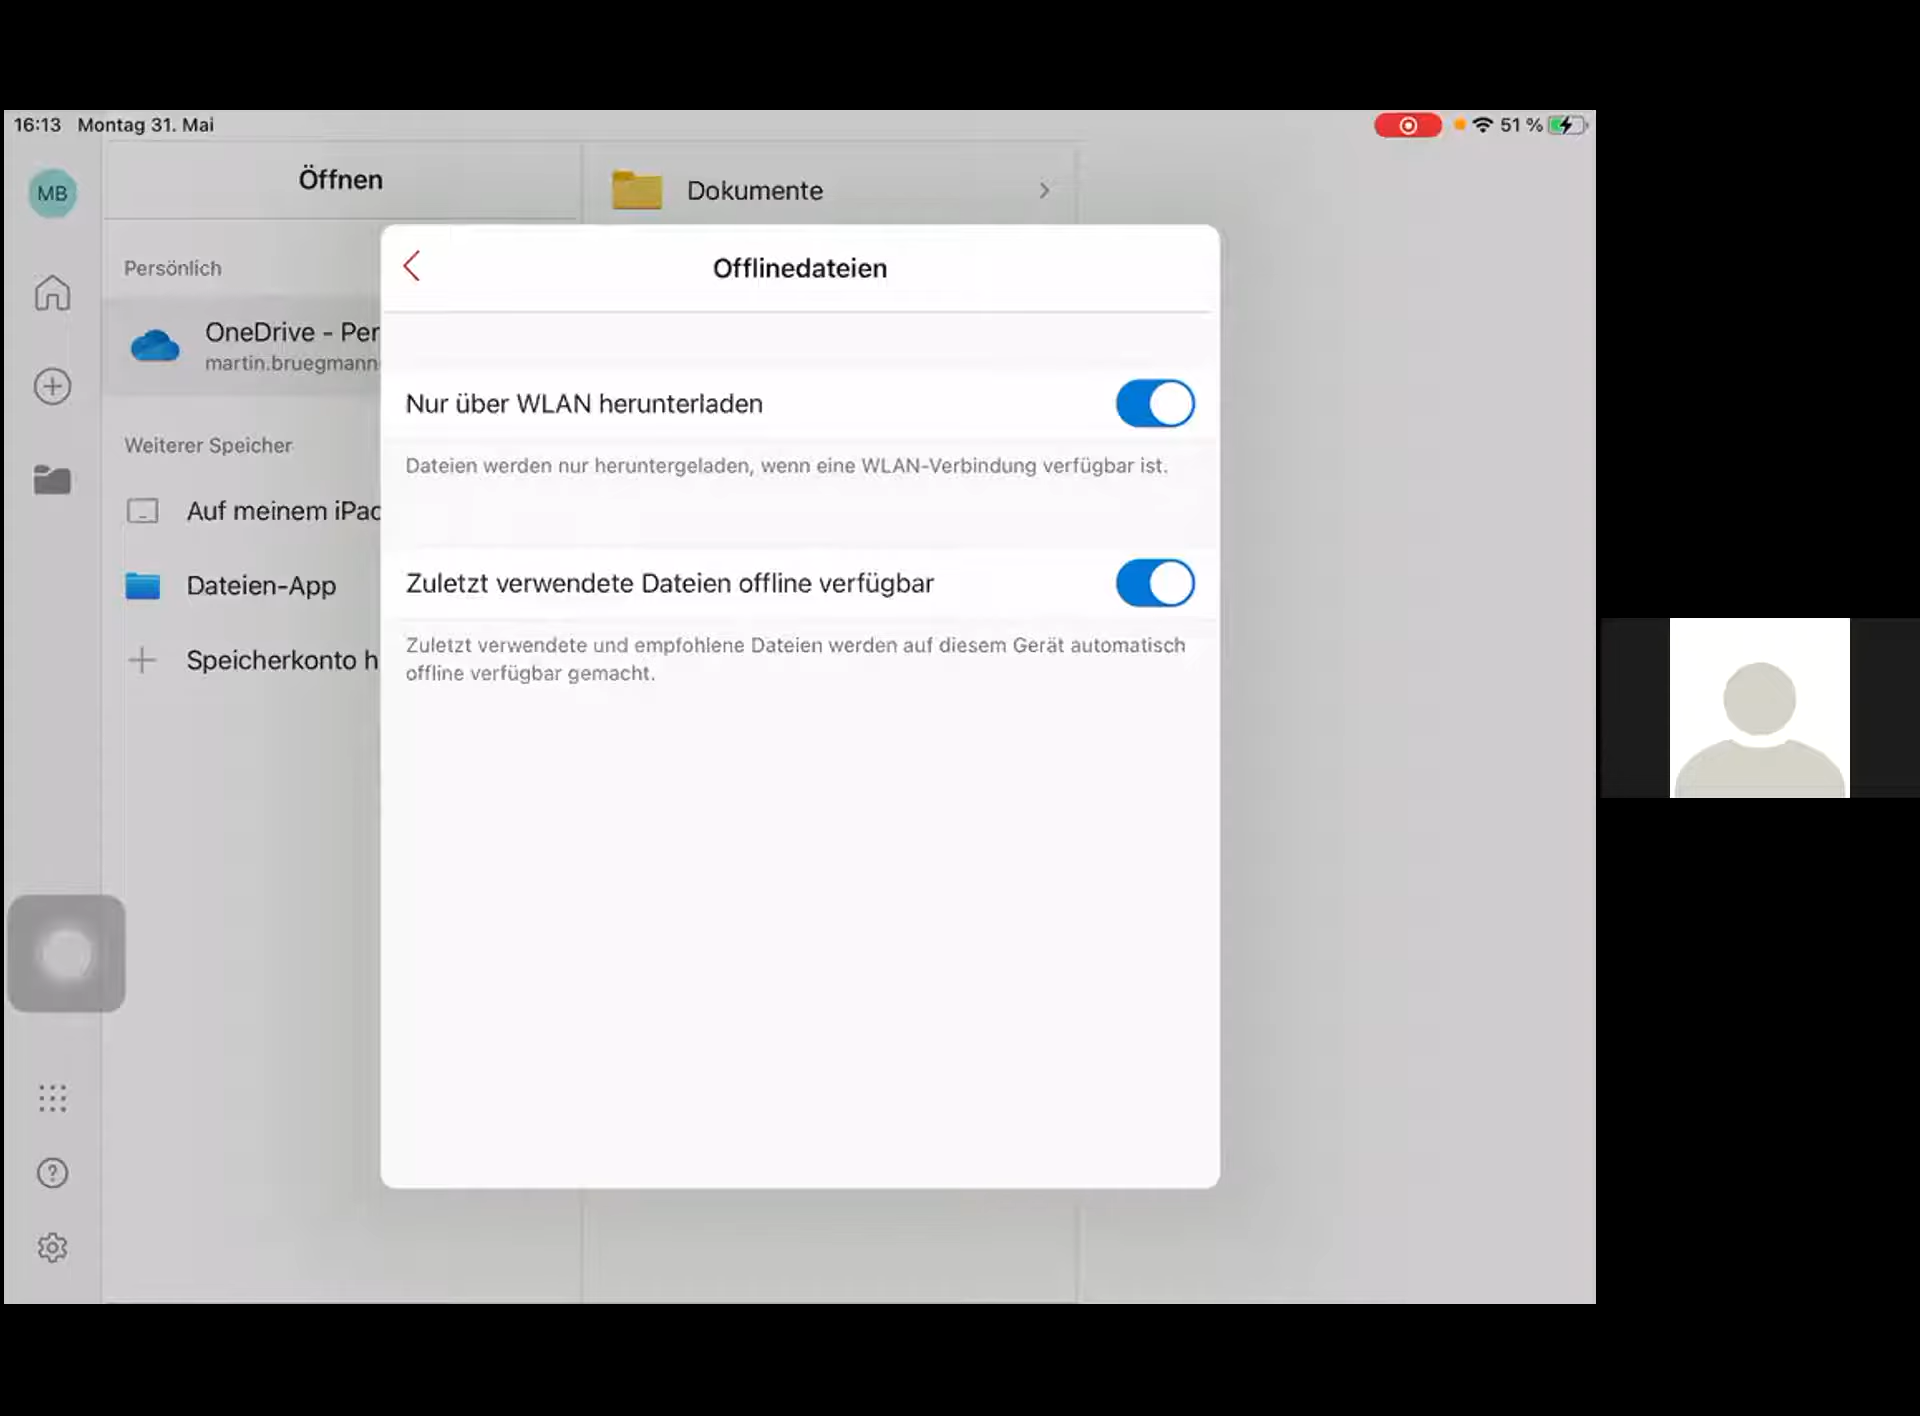 16:13 Montag 31. Mai
51 %
MB
Öffnen
Dokumente
Persönlich
OneDrive - Per
martin.bruegmann
Weiterer Speicher
Auf meinem iPad
Dateien-App
Speicherkonto h
Offlinedateien
Nur über WLAN herunterladen
Dateien werden nur heruntergeladen, wenn eine WLAN-Verbindung verfügbar ist.
Zuletzt verwendete Dateien offline verfügbar
Zuletzt verwendete und empfohlene Dateien werden auf diesem Gerät automatisch
offline verfügbar gemacht.